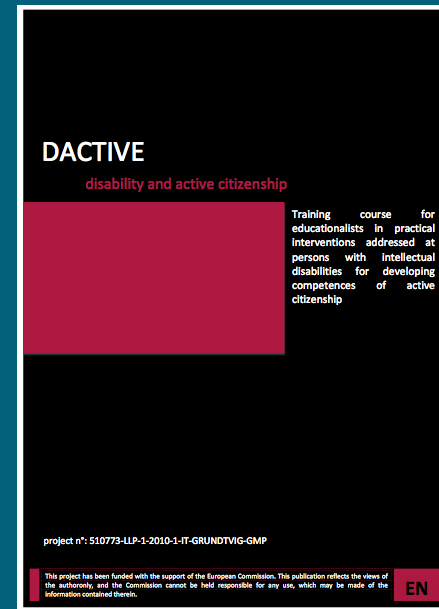 DACTIVE
disability and active citizenship
Training course for
educationalists in practical
interventions addressed at
persons with intellectual
disabilities for developing
competences of active
citizenship
project n°: 510773-LLP-1-2010-1-IT-GRUNDTVIG-GMP
This project has been funded with the support of the European Commission. This publication reflects the views of
the authoronly, and the Commission cannot be held responsible for any use, which may be made of the
information contained therein.
EN